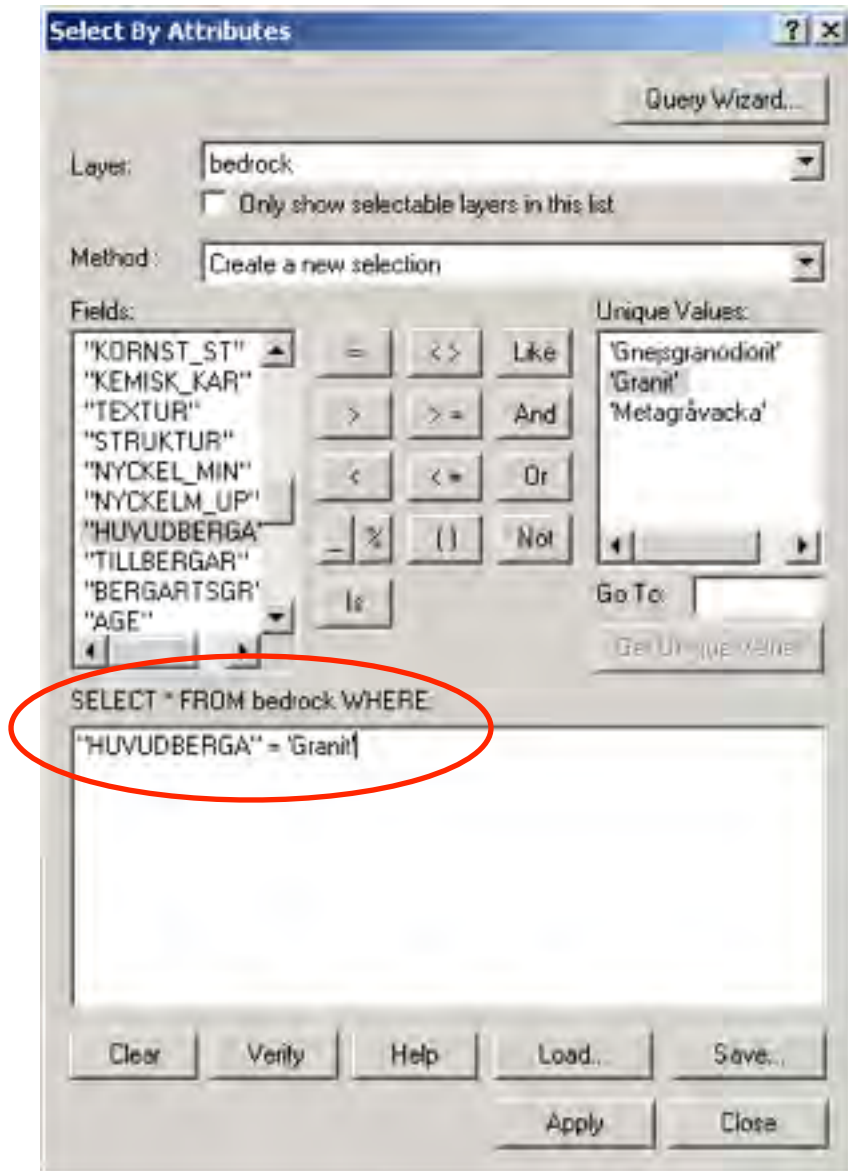 Select By Attributes
Query Wizard...
Layer: bedrock
Only show selectable layers in this list
Method : Create a new selection
Fields:
Unique Values:
"KORNST_ST"
"KEMISK_KAR"
"TEXTUR"
"STRUKTUR"
"NYCKEL_MIN"
"NYCKELM_UP"
"HUVUDBERGA"
"TILLBERGAR"
"BERGARTSGR"
"AGE"
= < > Like
> > = And
< < = Or
_ % ( ) Not
Is
'Gnejsgranodiorit'
'Granit'
'Metagråvacka'
Go To:
Get Unique Values
SELECT * FROM bedrock WHERE:
"HUVUDBERGA" = 'Granit'
Clear Verify Help Load... Save...
Apply Close